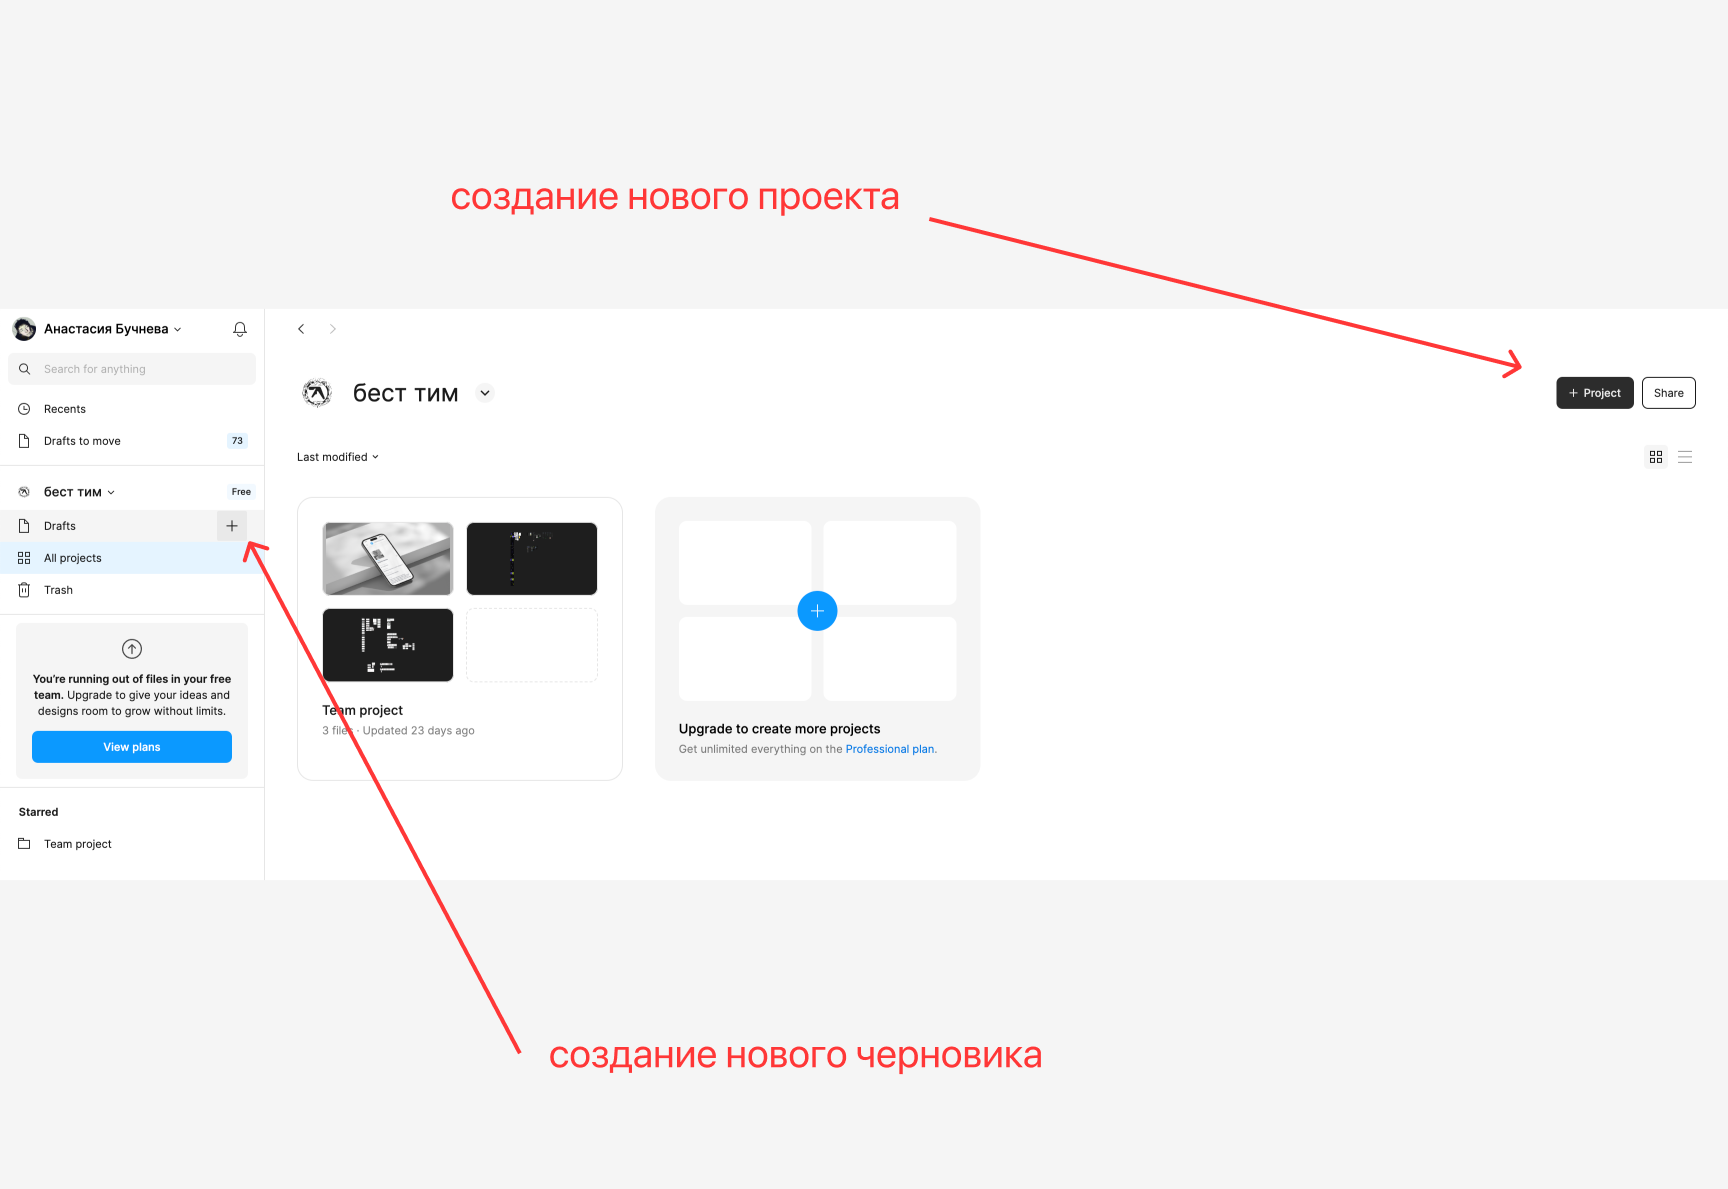 создание нового проекта
Анастасия Бучнева
Search for anything
Recents
Drafts to move 73
бест тим Free
Drafts
All projects
Trash
You're running out of files in your free
team. Upgrade to give your ideas and
designs room to grow without limits.
View plans
Starred
Team project
бест тим
+ Project Share
Last modified
Team project
3 files · Updated 23 days ago
Upgrade to create more projects
Get unlimited everything on the Professional plan.
создание нового черновика